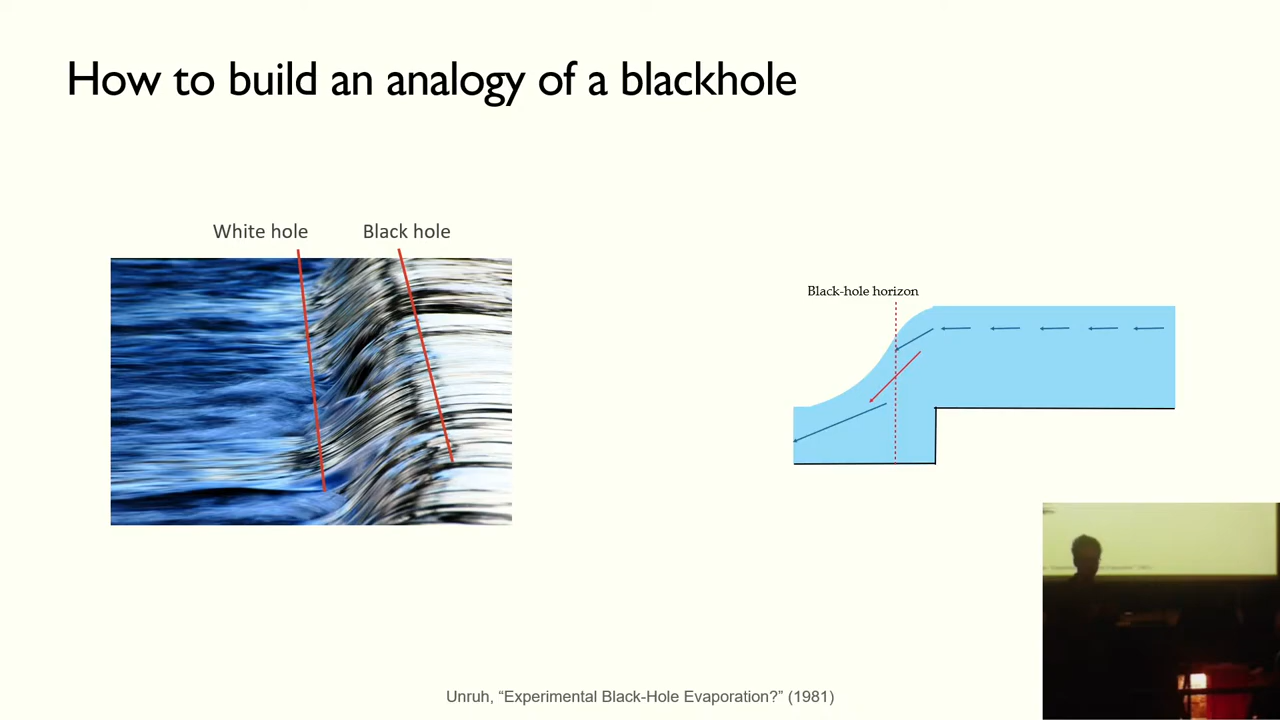 How to build an analogy of a blackhole
White hole
Black hole
Black-hole horizon
Unruh, “Experimental Black-Hole Evaporation?” (1981)